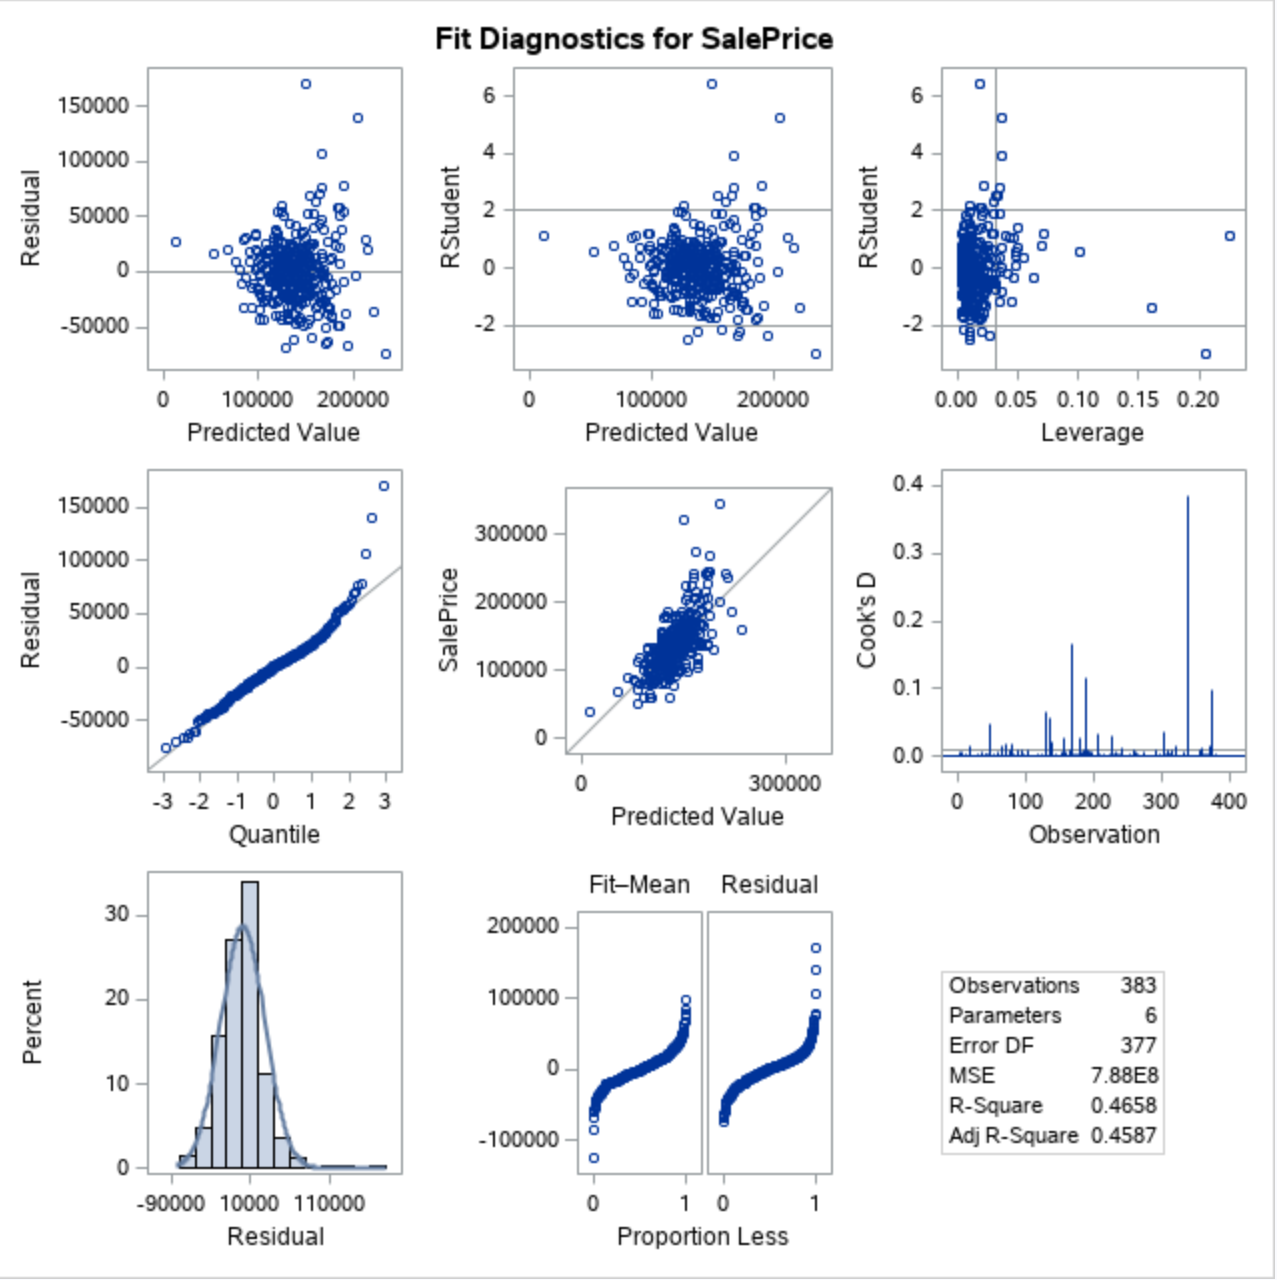 Fit Diagnostics for SalePrice
Residual
150000
100000
50000
0
-50000
0 100000 200000
Predicted Value
RStudent
6
4
2
0
-2
0 100000 200000
Predicted Value
RStudent
6
4
2
0
-2
0.00 0.05 0.10 0.15 0.20
Leverage
Residual
150000
100000
50000
0
-50000
-3 -2 -1 0 1 2 3
Quantile
SalePrice
300000
200000
100000
0
0 300000
Predicted Value
Cook's D
0.4
0.3
0.2
0.1
0.0
0 100 200 300 400
Observation
Percent
30
20
10
0
-90000 10000 110000
Residual
Fit–Mean Residual
200000
100000
0
-100000
0 1 0 1
Proportion Less
Observations 383
Parameters 6
Error DF 377
MSE 7.88E8
R-Square 0.4658
Adj R-Square 0.4587